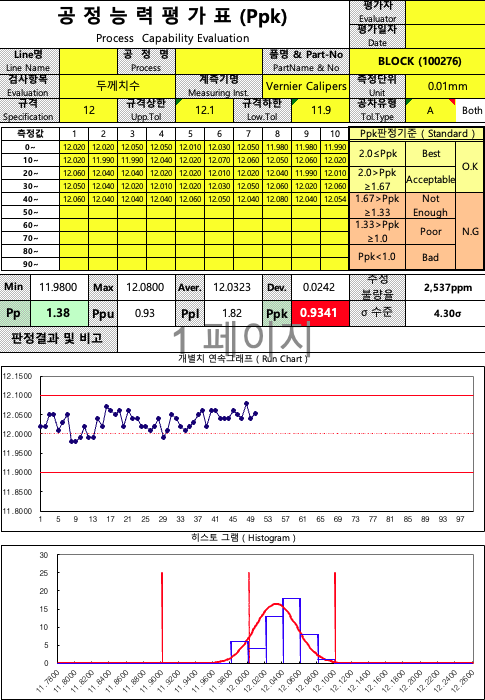 공 정 능 력 평 가 표 (Ppk)
Process Capability Evaluation
평가자
Evaluator
평가일자
Date
Line명
Line Name
공 정 명
Process
품명 & Part-No
PartName & No
BLOCK (100276)
검사항목
Evaluation
두께치수
계측기명
Measuring Inst.
Vernier Calipers
측정단위
Unit
0.01mm
규격
Specification
12
규격상한
Upp.Tol
12.1
규격하한
Low.Tol
11.9
공차유형
Tol.Type
A
Both
측정값 1 2 3 4 5 6 7 8 9 10
0~ 12.020 12.020 12.050 12.050 12.010 12.030 12.050 11.980 11.980 11.990
10~ 12.020 11.990 11.990 12.040 12.020 12.070 12.060 12.050 12.060 12.020
20~ 12.060 12.040 12.040 12.020 12.020 12.010 12.020 12.040 11.990 12.010
30~ 12.050 12.040 12.020 12.010 12.020 12.030 12.050 12.060 12.020 12.060
40~ 12.060 12.040 12.040 12.040 12.050 12.060 12.040 12.080 12.040 12.054
50~
60~
70~
80~
90~
Ppk판정기준 ( Standard )
2.0≤Ppk Best
2.0>Ppk
≥1.67
Acceptable
O.K
1.67>Ppk
≥1.33
Not
Enough
1.33>Ppk
≥1.0
Poor
Ppk<1.0 Bad
N.G
Min 11.9800 Max 12.0800 Aver. 12.0323 Dev. 0.0242
추정
불량율
2,537ppm
Pp 1.38 Ppu 0.93 Ppl 1.82 Ppk 0.9341 σ 수준 4.30σ
판정결과 및 비고
1 페이지
개별치 연속그래프 ( Run Chart )
12.1500
12.1000
12.0500
12.0000
11.9500
11.9000
11.8500
11.8000
1 5 9 13 17 21 25 29 33 37 41 45 49 53 57 61 65 69 73 77 81 85 89 93 97
히스토 그램 ( Histogram )
30
25
20
15
10
5
0
11.7600 11.7800 11.8000 11.8200 11.8400 11.8600 11.8800 11.9000 11.9200 11.9400 11.9600 11.9800 12.0000 12.0200 12.0400 12.0600 12.0800 12.1000 12.1200 12.1400 12.1600 12.1800 12.2000 12.2200 12.2400 12.2600